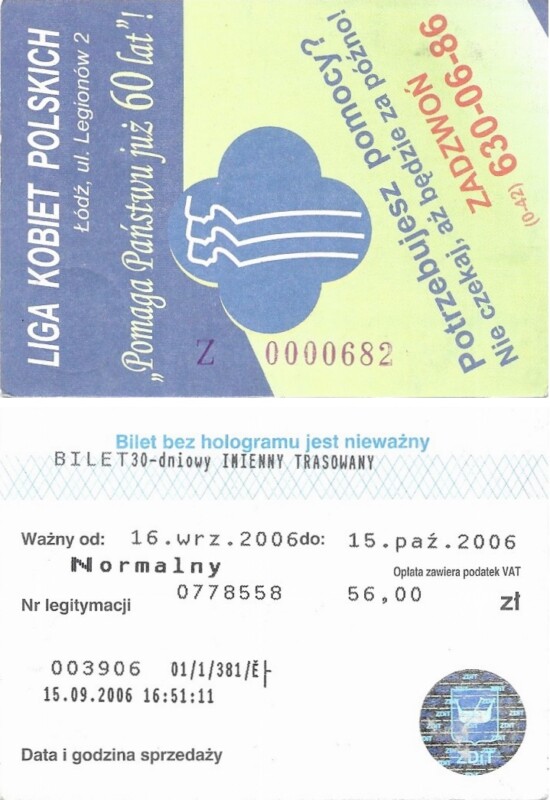 LIGA KOBIET POLSKICH
Łódź, ul. Legionów 2
„Pomaga Państwu już 60 lat”!
Potrzebujesz pomocy?
Nie czekaj, aż będzie za późno!
ZADZWOŃ
(0-42) 630-06-86
Z 0000682
Bilet bez hologramu jest nieważny
BILET30-dniowy IMIENNY TRASOWANY
Ważny od: 16.wrz.2006do: 15.paź.2006
Normalny
Opłata zawiera podatek VAT
Nr legitymacji 0778558 56,00 zł
003906 01/1/381/Ę
15.09.2006 16:51:11
ZDiT
Data i godzina sprzedaży